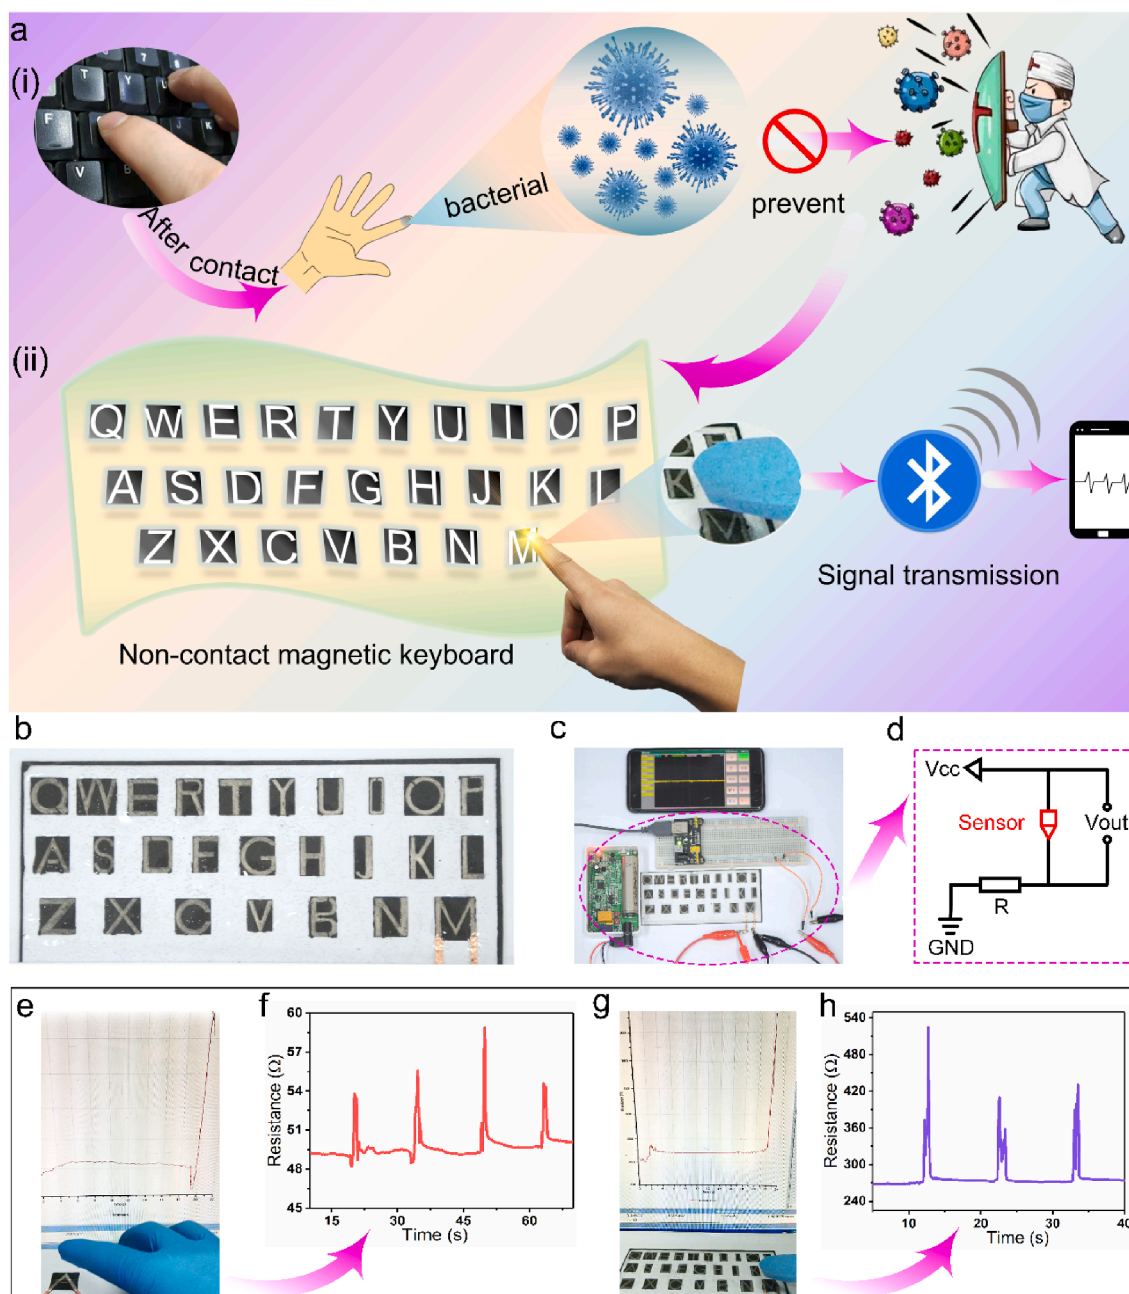 a
(i)
T Y U
F J K
V B
After contact
bacterial
prevent
(ii)
Q W E R T Y U I O P
A S D F G H J K L
Z X C V B N M
K
M
Non-contact magnetic keyboard
Signal transmission
b
Q W E R T Y U I O P
A S D F G H J K L
Z X C V B N M
c
d
Vcc
Sensor
Vout
R
GND
e
A
f
60
57
54
51
48
45
Resistance (Ω)
15 30 45 60
Time (s)
g
h
540
480
420
360
300
240
Resistance (Ω)
10 20 30 40
Time (s)